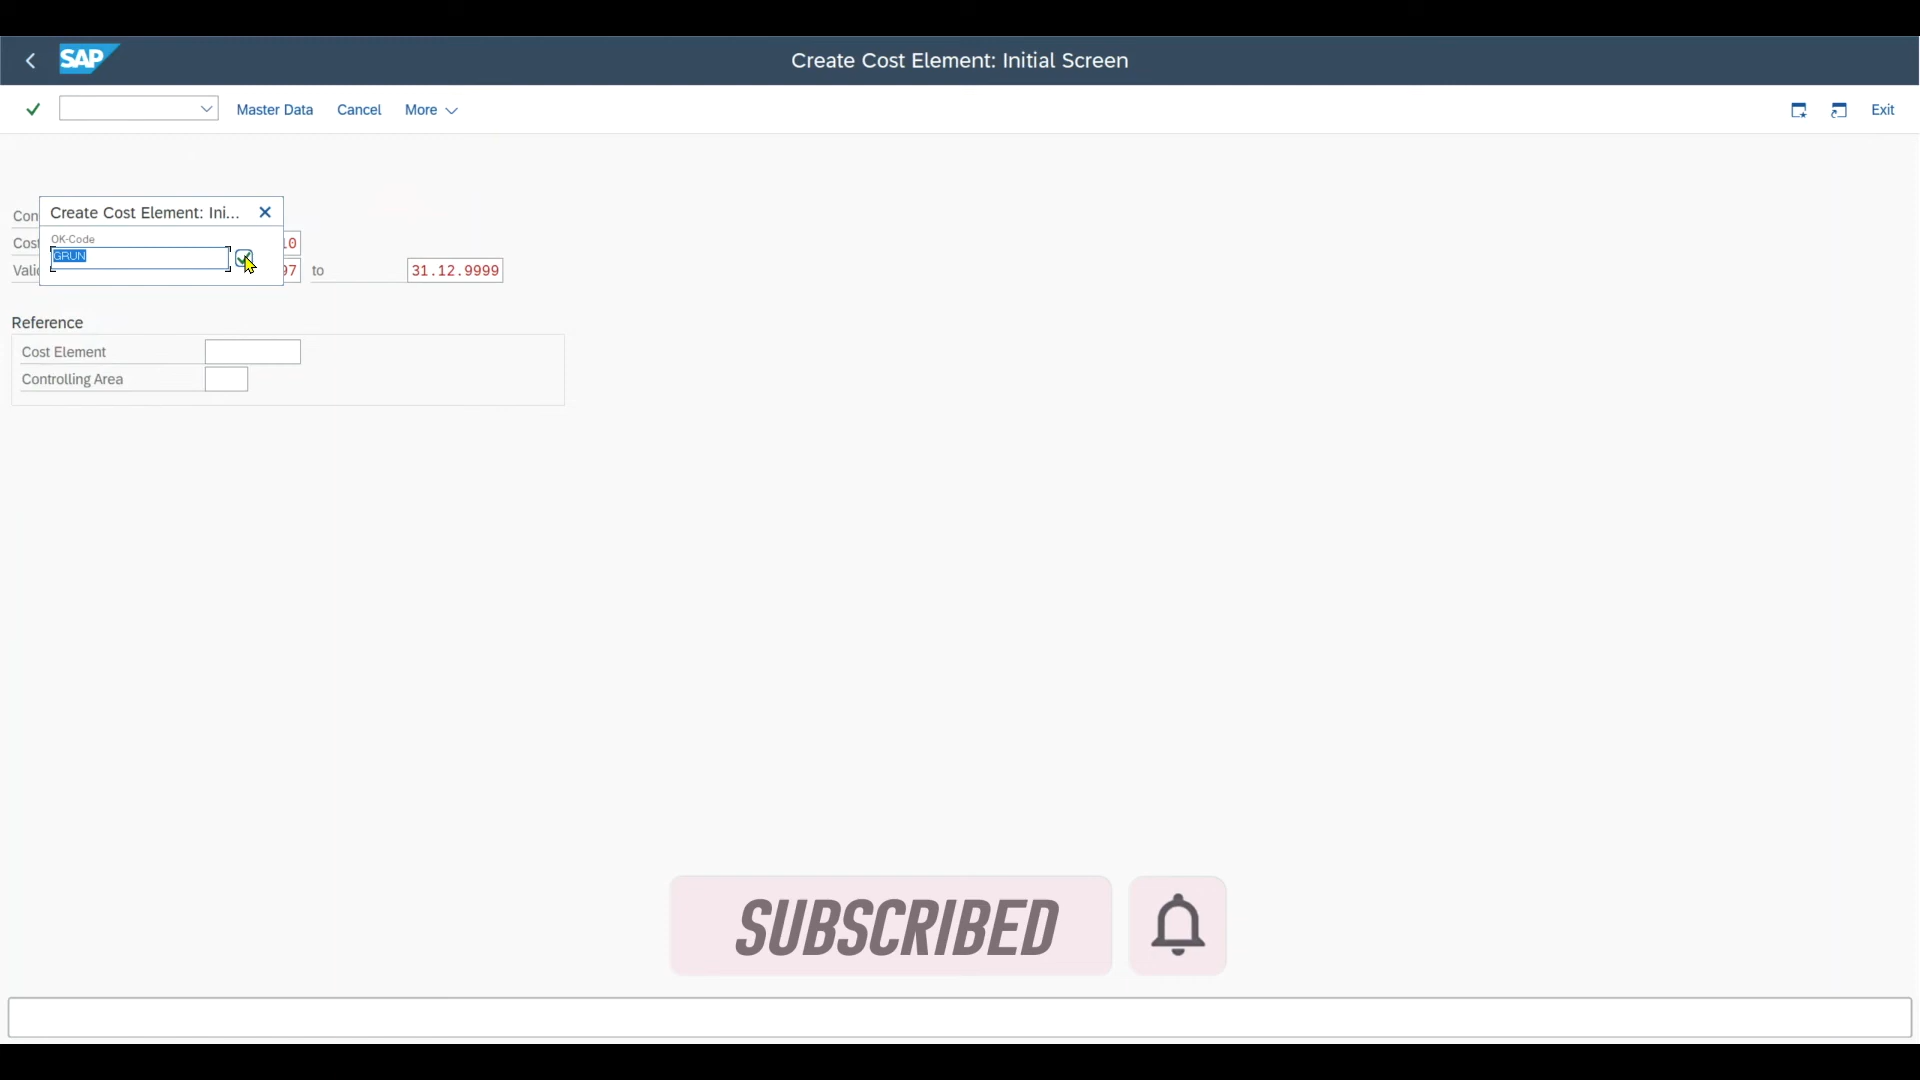 SAP
Create Cost Element: Initial Screen
Master Data
Cancel
More
Exit
Create Cost Element: Ini...
OK-Code
GRUN
to
31.12.9999
Reference
Cost Element
Controlling Area
SUBSCRIBED